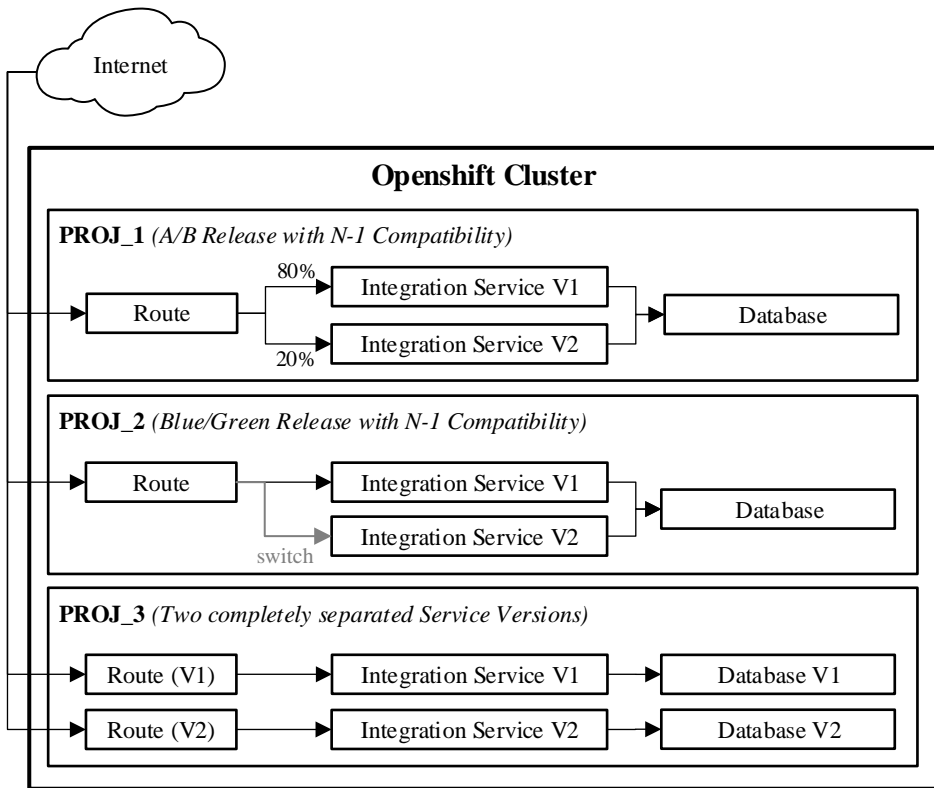 Internet
Openshift Cluster
PROJ_1 (A/B Release with N-1 Compatibility)
80%
Integration Service V1
Route
Database
Integration Service V2
20%
PROJ_2 (Blue/Green Release with N-1 Compatibility)
Route
Integration Service V1
Database
Integration Service V2
switch
PROJ_3 (Two completely separated Service Versions)
Route (V1)
Integration Service V1
Database V1
Route (V2)
Integration Service V2
Database V2